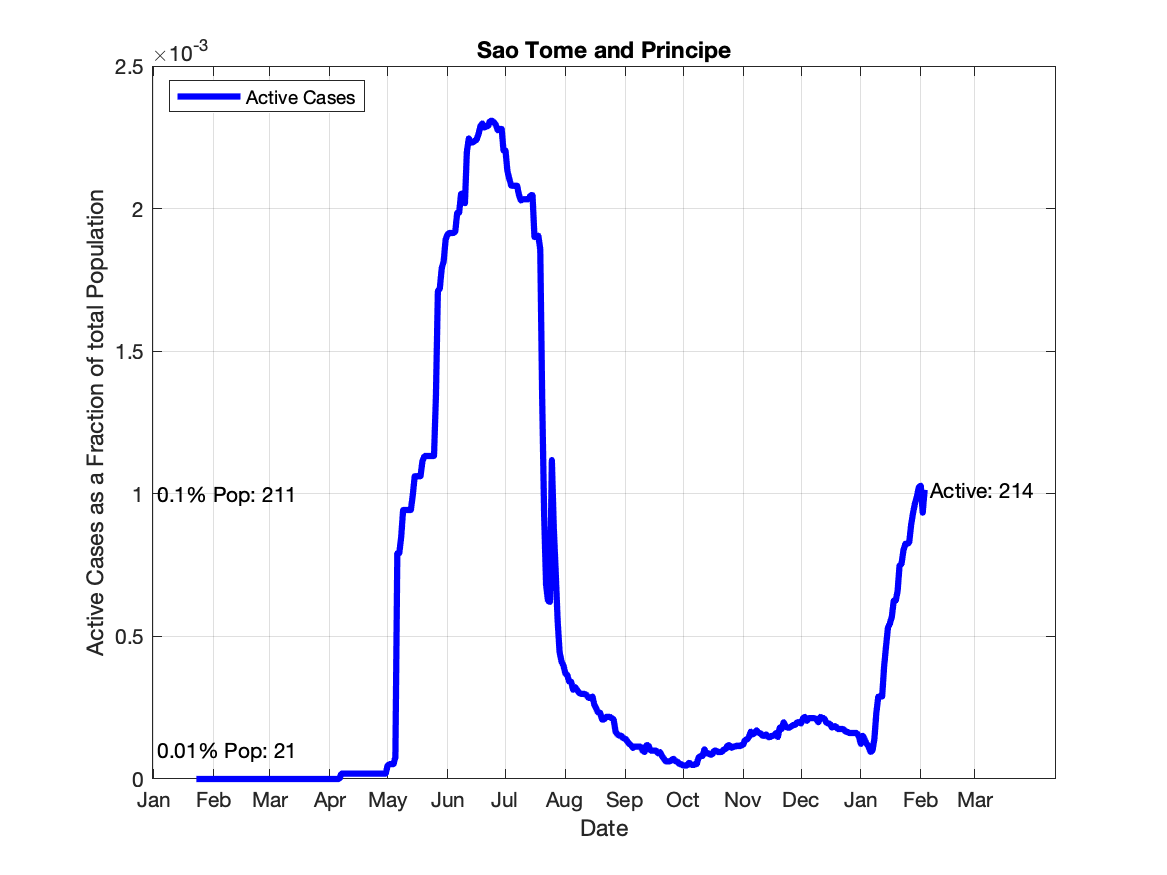 Sao Tome and Principe
×10-3
2.5
2
1.5
1
0.5
0
Active Cases as a Fraction of total Population
Active Cases
0.1% Pop: 211
Active: 214
0.01% Pop: 21
Jan Feb Mar Apr May Jun Jul Aug Sep Oct Nov Dec Jan Feb Mar
Date